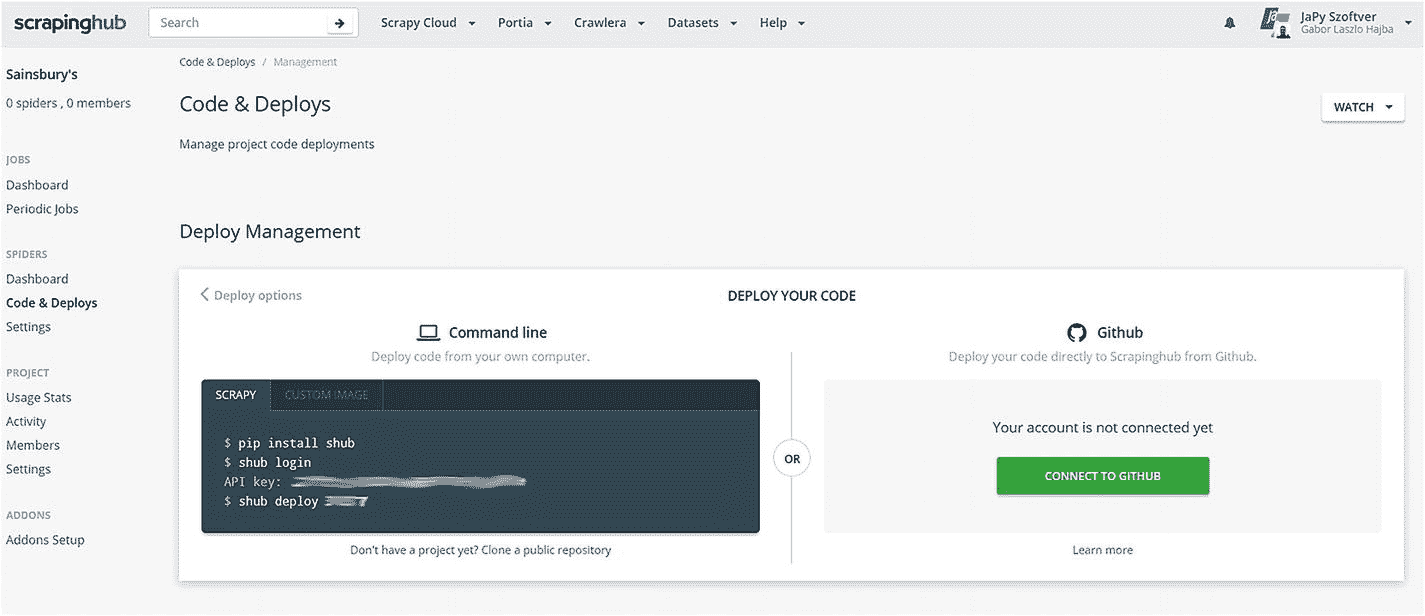 scrapinghub
Search
Scrapy Cloud
Portia
Crawlera
Datasets
Help
JaPy Szoftver
Gabor Laszlo Hajba
Sainsbury's
0 spiders , 0 members
JOBS
Dashboard
Periodic Jobs
SPIDERS
Dashboard
Code & Deploys
Settings
PROJECT
Usage Stats
Activity
Members
Settings
ADDONS
Addons Setup
Code & Deploys / Management
Code & Deploys
WATCH
Manage project code deployments
Deploy Management
Deploy options
DEPLOY YOUR CODE
Command line
Deploy code from your own computer.
SCRAPY
CUSTOM IMAGE
$ pip install shub
$ shub login
API key:
$ shub deploy
Don't have a project yet? Clone a public repository
OR
Github
Deploy your code directly to Scrapinghub from Github.
Your account is not connected yet
CONNECT TO GITHUB
Learn more